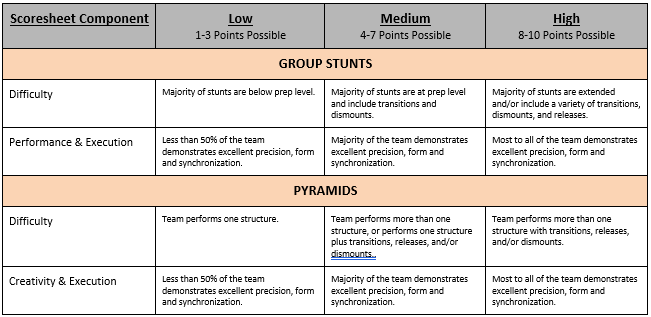 Scoresheet Component
Low
1-3 Points Possible
Medium
4-7 Points Possible
High
8-10 Points Possible
GROUP STUNTS
Difficulty
Majority of stunts are below prep level.
Majority of stunts are at prep level
and include transitions and
dismounts.
Majority of stunts are extended
and/or include a variety of transitions,
dismounts, and releases.
Performance & Execution
Less than 50% of the team
demonstrates excellent precision, form
and synchronization.
Majority of the team demonstrates
excellent precision, form and
synchronization.
Most to all of the team demonstrates
excellent precision, form and
synchronization.
PYRAMIDS
Difficulty
Team performs one structure.
Team performs more than one
structure, or performs one structure
plus transitions, releases, and/or
dismounts..
Team performs more than one
structure with transitions, releases,
and/or dismounts.
Creativity & Execution
Less than 50% of the team
demonstrates excellent precision, form
and synchronization.
Majority of the team demonstrates
excellent precision, form and
synchronization.
Most to all of the team demonstrates
excellent precision, form and
synchronization.